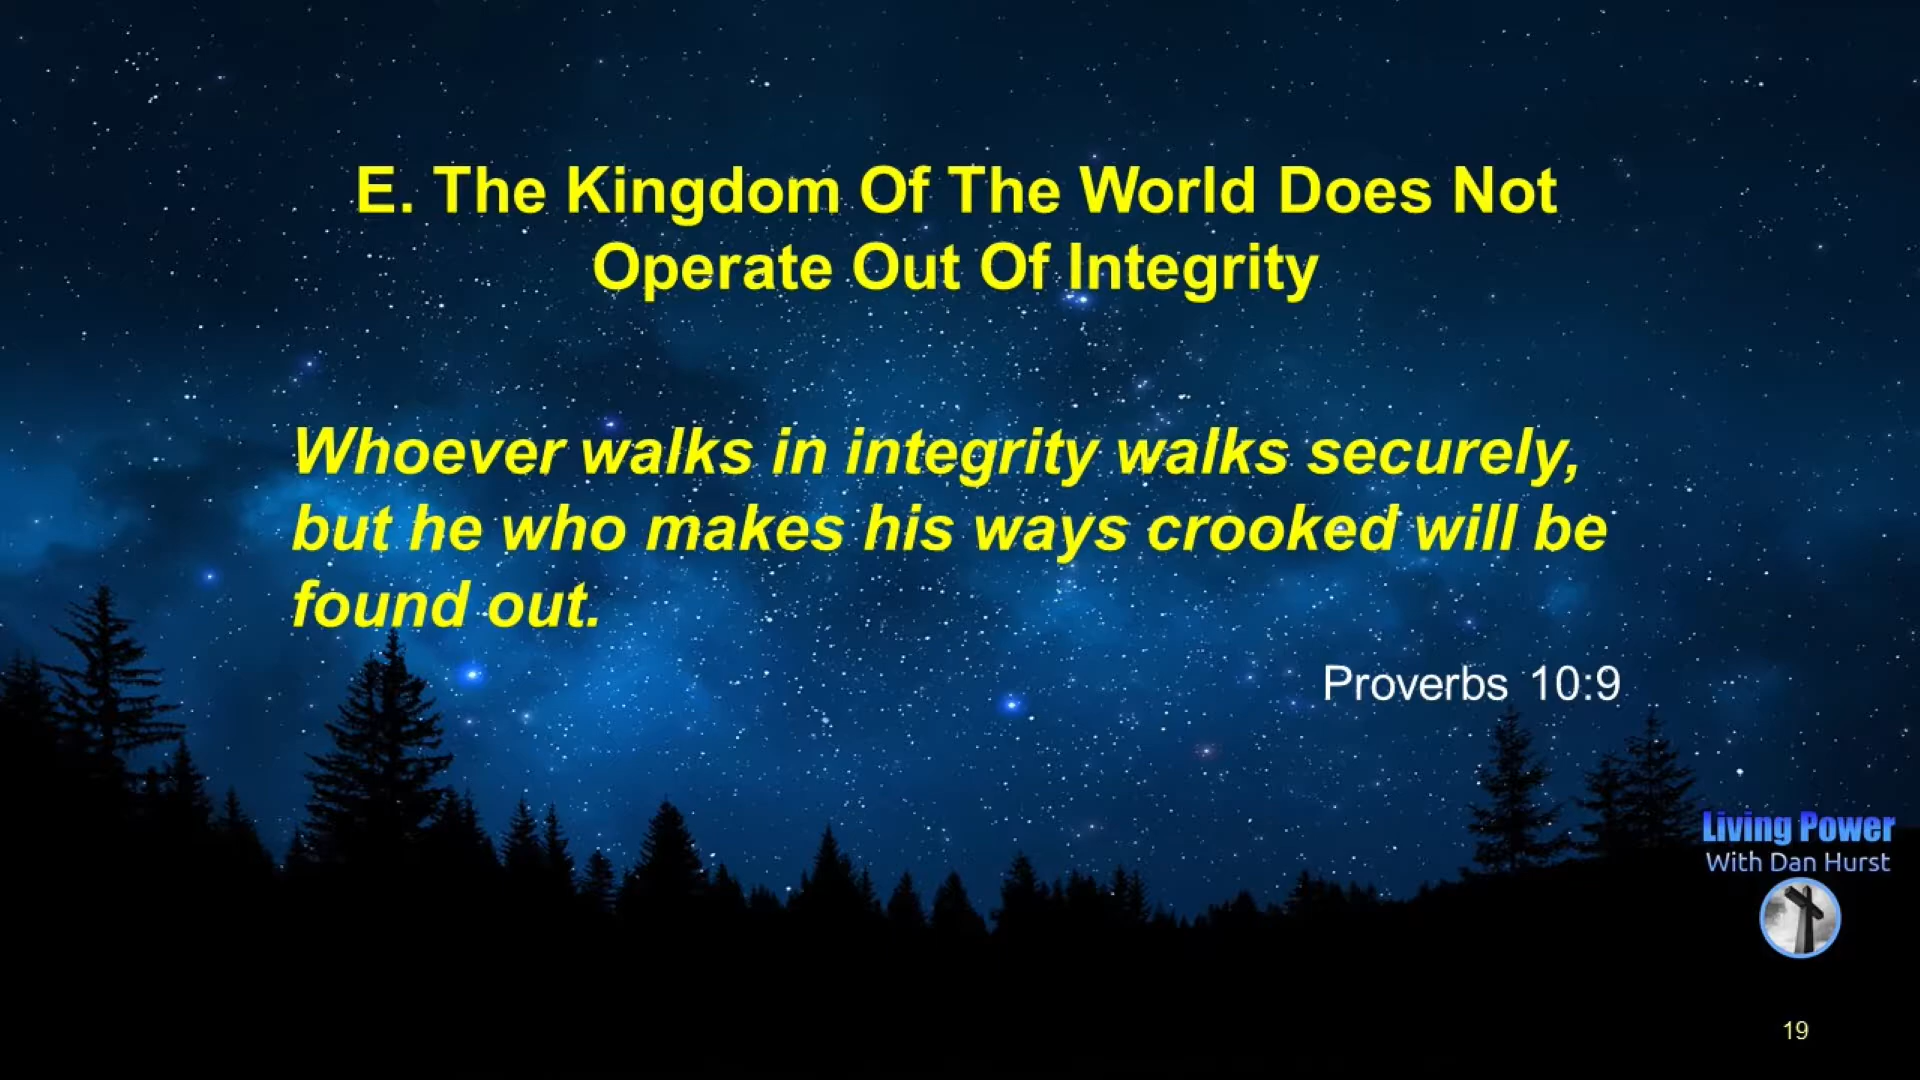 E. The Kingdom Of The World Does Not
Operate Out Of Integrity
Whoever walks in integrity walks securely,
but he who makes his ways crooked will be
found out.
Proverbs 10:9
Living Power
With Dan Hurst
19